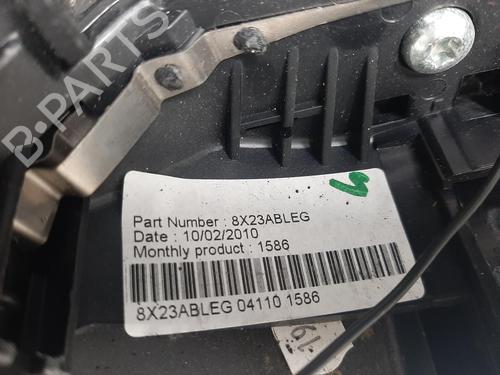 B-PARTS
Part Number : 8X23ABLEG
Date : 10/02/2010
Monthly product : 1586
8X23ABLEG 04110 1586